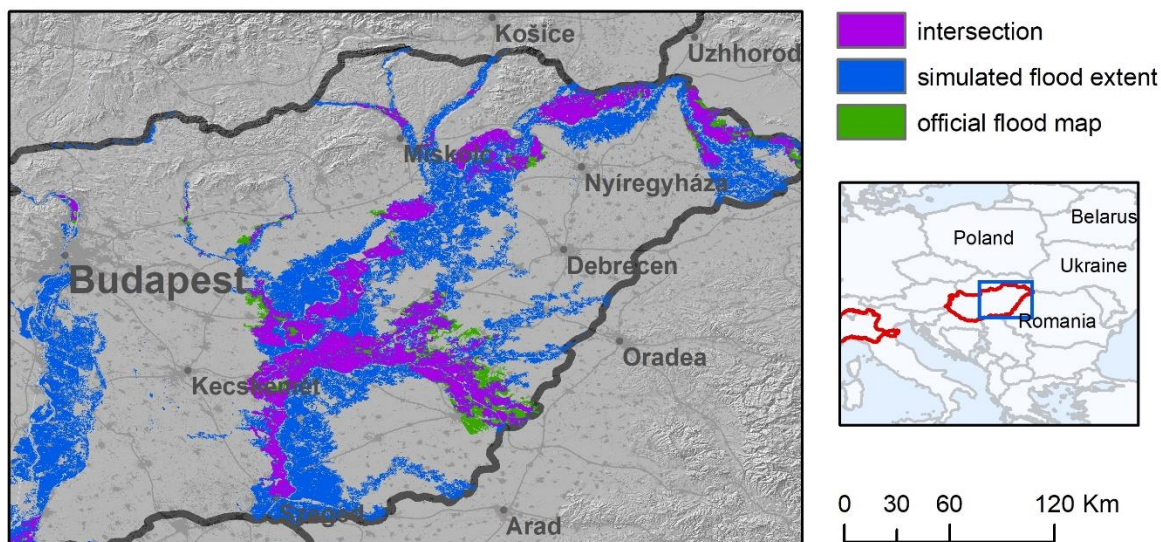 Košice
Uzhhorod
Miskolc
Nyíregyháza
Budapest
Debrecen
Oradea
Kecskemét
Szeged
Arad
intersection
simulated flood extent
official flood map
Belarus
Poland
Ukraine
Romania
0 30 60 120 Km